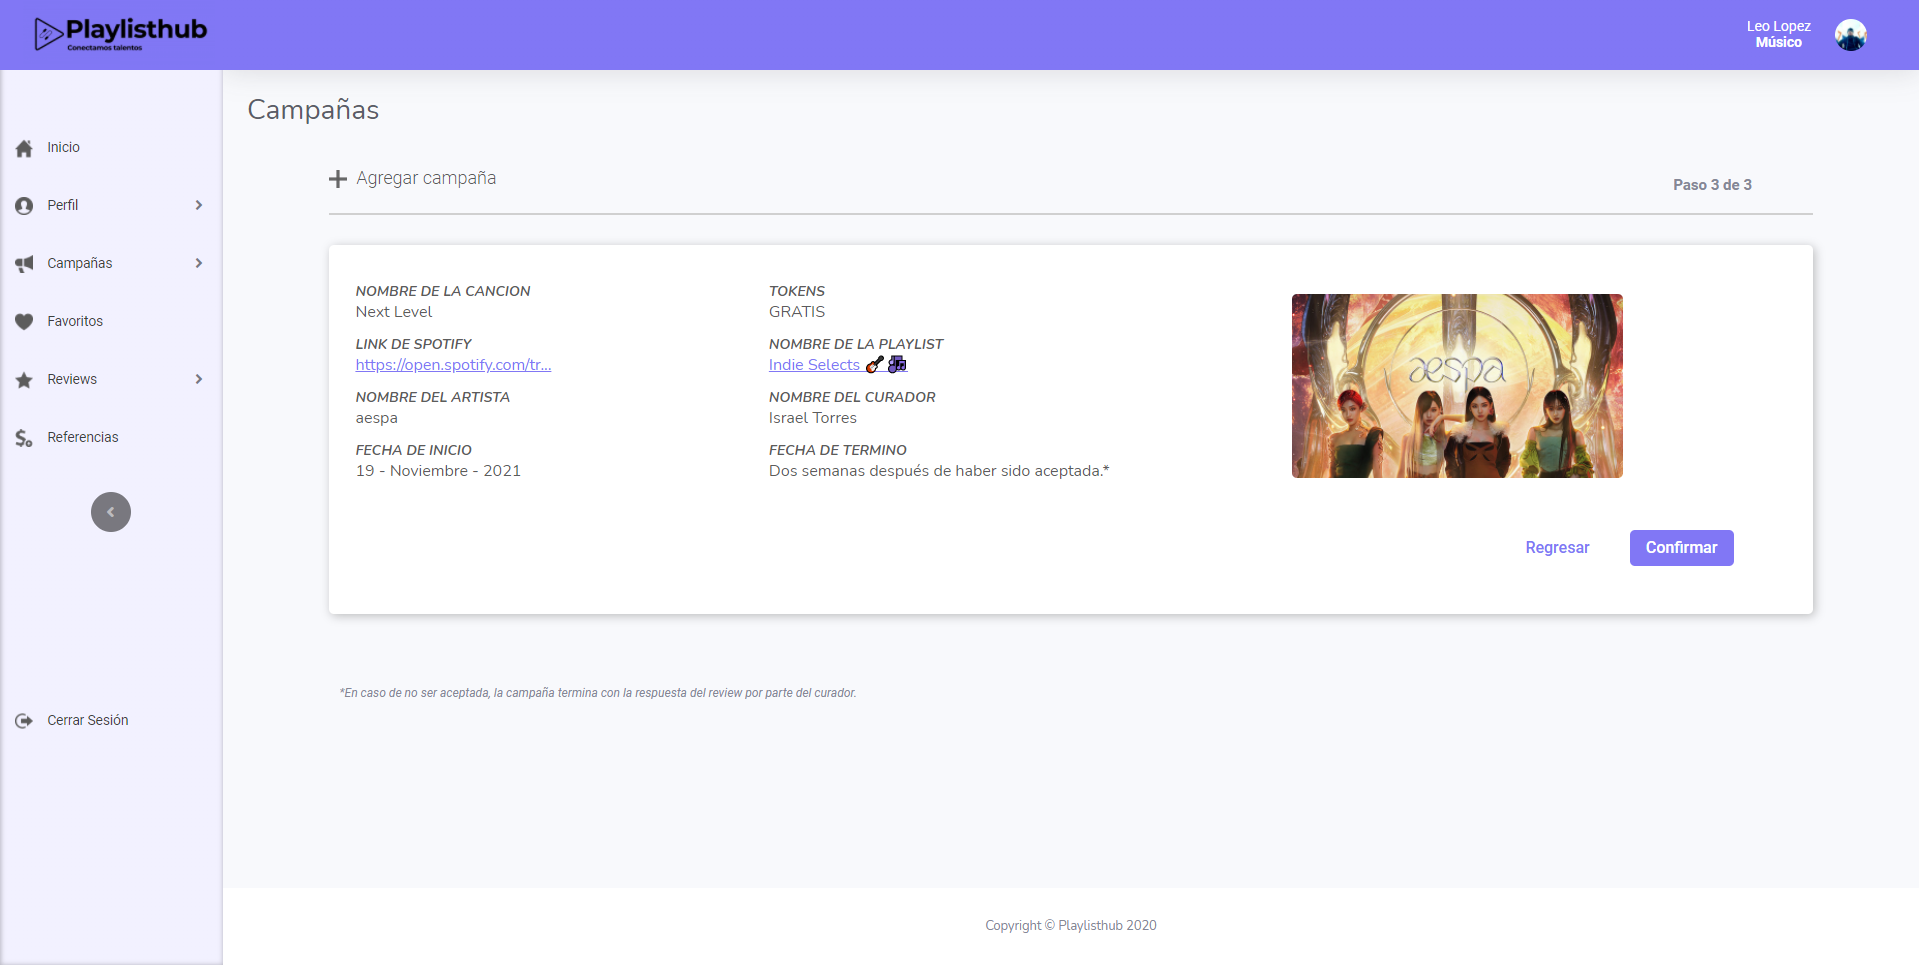 Playlisthub
Conectamos talentos
Leo Lopez
Músico
Inicio
Perfil
Campañas
Favoritos
Reviews
Referencias
Cerrar Sesión
Campañas
Agregar campaña
Paso 3 de 3
NOMBRE DE LA CANCION
Next Level
LINK DE SPOTIFY
https://open.spotify.com/tr...
NOMBRE DEL ARTISTA
aespa
FECHA DE INICIO
19 - Noviembre - 2021
TOKENS
GRATIS
NOMBRE DE LA PLAYLIST
Indie Selects 🎸🎶
NOMBRE DEL CURADOR
Israel Torres
FECHA DE TERMINO
Dos semanas después de haber sido aceptada.*
aespa
Regresar
Confirmar
*En caso de no ser aceptada, la campaña termina con la respuesta del review por parte del curador.
Copyright © Playlisthub 2020